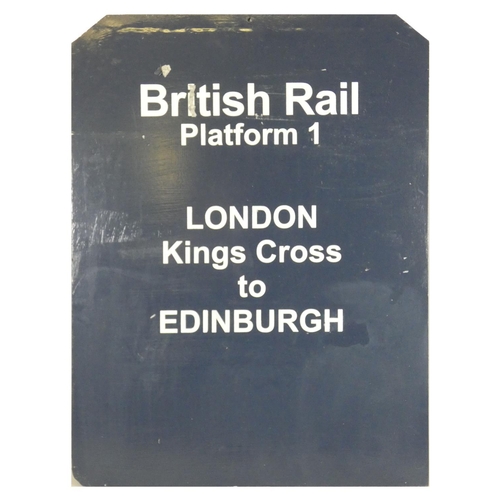 British Rail
Platform 1
LONDON
Kings Cross
to
EDINBURGH